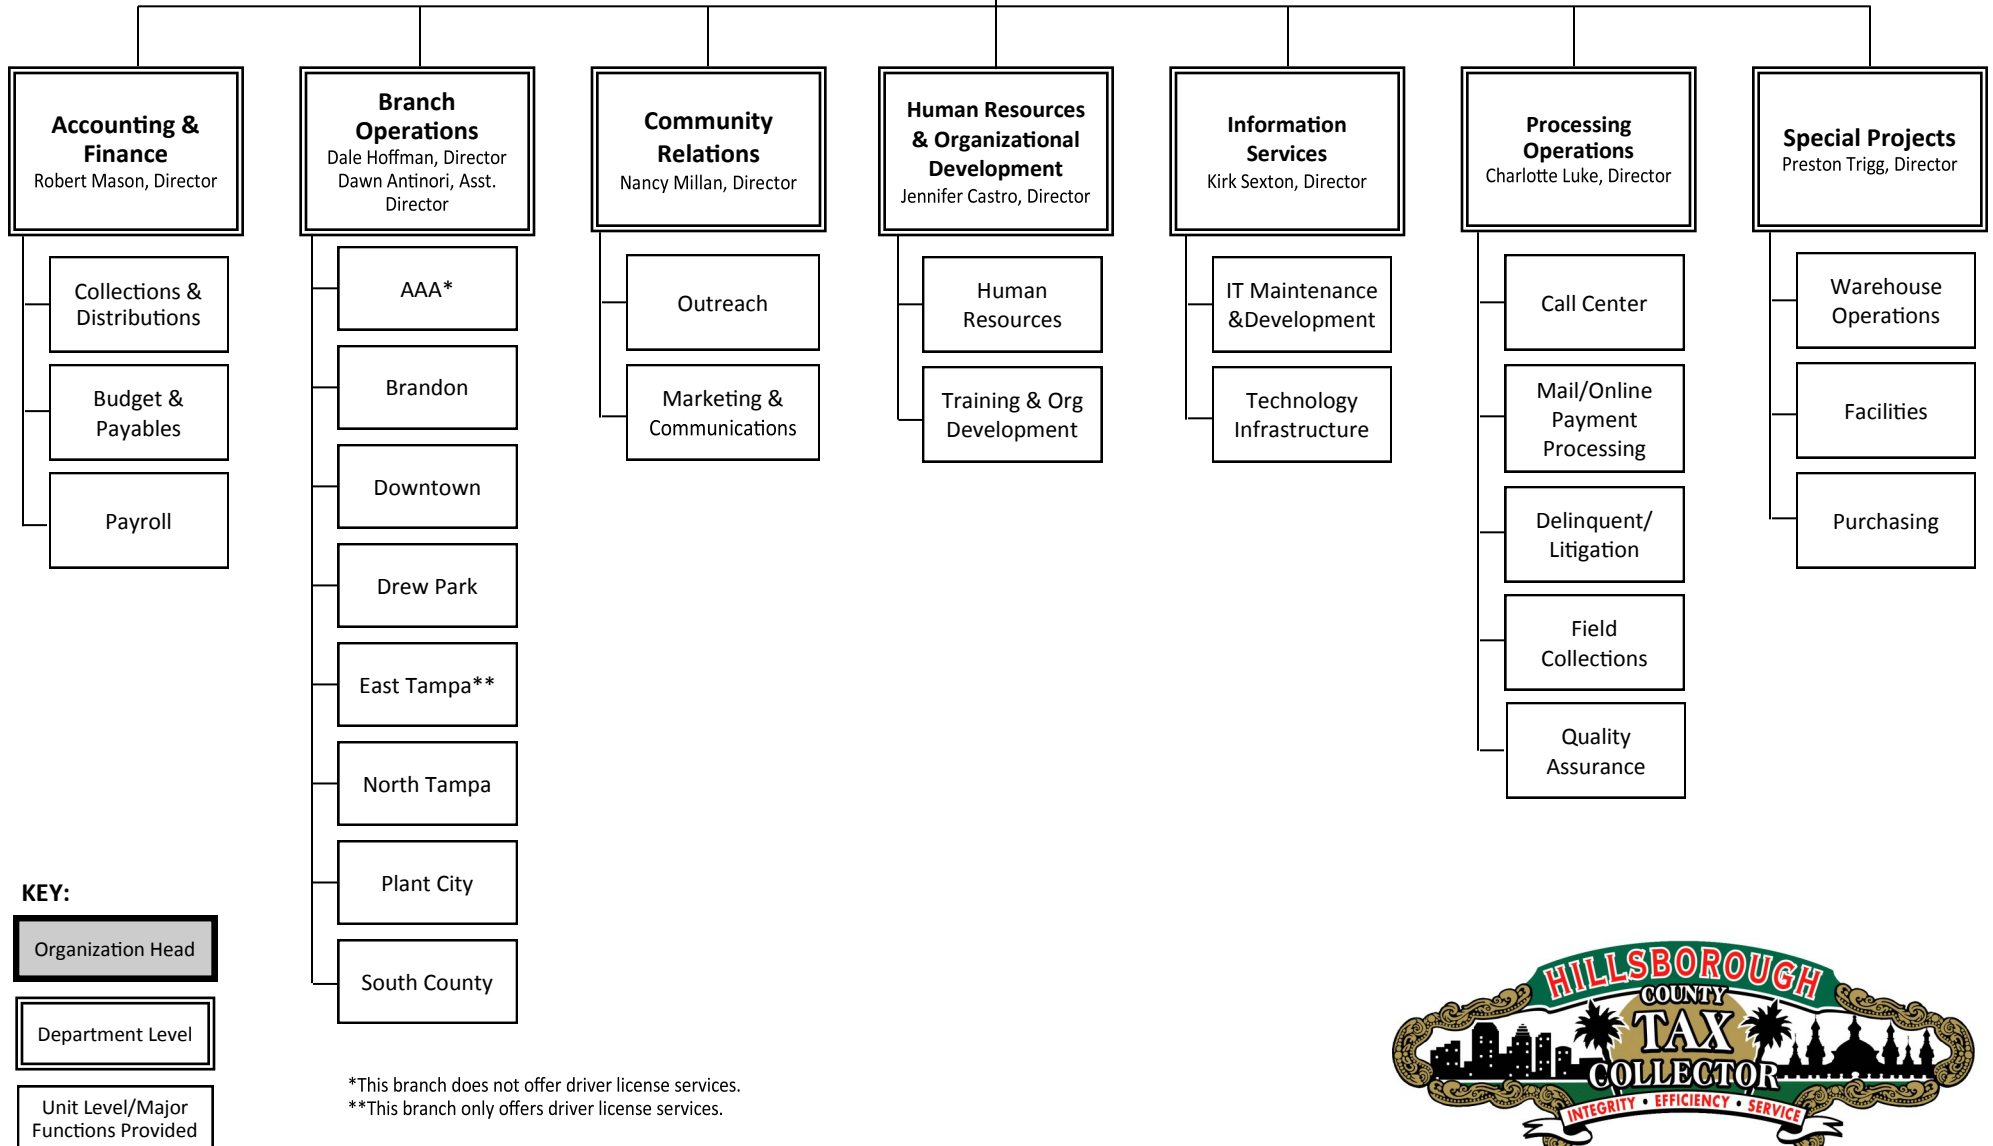 Accounting &
Finance
Robert Mason, Director
Collections &
Distributions
Budget &
Payables
Payroll
Branch
Operations
Dale Hoffman, Director
Dawn Antinori, Asst.
Director
AAA*
Brandon
Downtown
Drew Park
East Tampa**
North Tampa
Plant City
South County
Community
Relations
Nancy Millan, Director
Outreach
Marketing &
Communications
Human Resources
& Organizational
Development
Jennifer Castro, Director
Human
Resources
Training & Org
Development
Information
Services
Kirk Sexton, Director
IT Maintenance
&Development
Technology
Infrastructure
Processing
Operations
Charlotte Luke, Director
Call Center
Mail/Online
Payment
Processing
Delinquent/
Litigation
Field
Collections
Quality
Assurance
Special Projects
Preston Trigg, Director
Warehouse
Operations
Facilities
Purchasing
KEY:
Organization Head
Department Level
Unit Level/Major
Functions Provided
*This branch does not offer driver license services.
**This branch only offers driver license services.
HILLSBOROUGH
COUNTY
TAX
COLLECTOR
INTEGRITY • EFFICIENCY • SERVICE